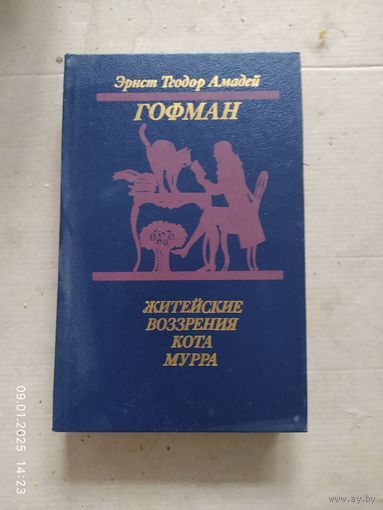 Эрнст Теодор Амадей
ГОФМАН
ЖИТЕЙСКИЕ
ВОЗЗРЕНИЯ
КОТА
МУРРА
09.01.2025 14:23
www.ay.by